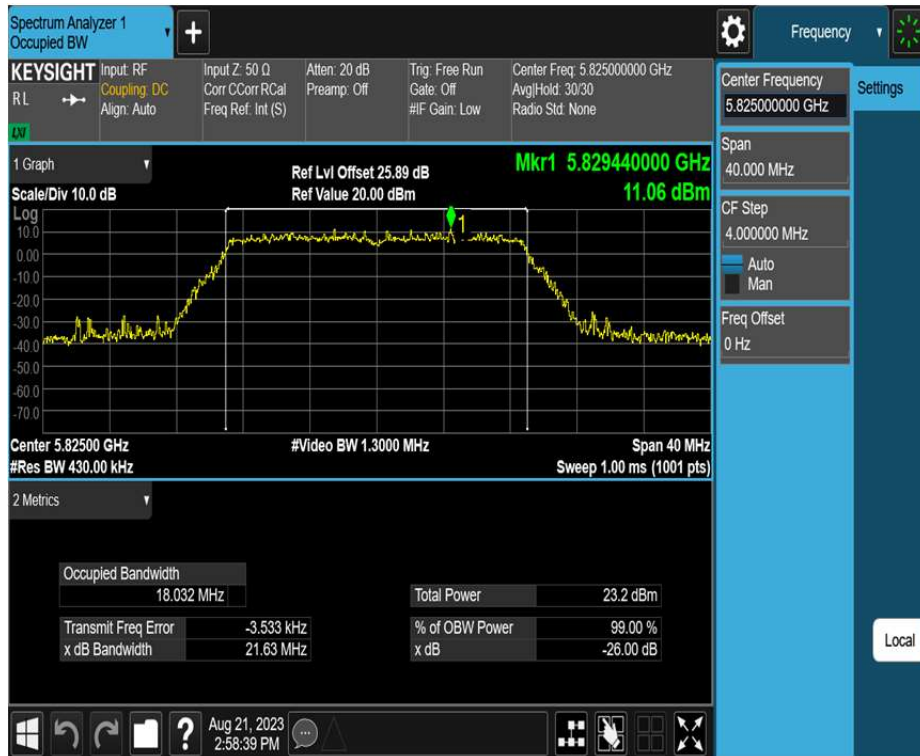 Spectrum Analyzer 1
Occupied BW
+
Frequency
KEYSIGHT
R L
LXI
Input: RF
Coupling: DC
Align: Auto
Input Z: 50 Ω
Corr CCorr RCal
Freq Ref: Int (S)
Atten: 20 dB
Preamp: Off
Trig: Free Run
Gate: Off
#IF Gain: Low
Center Freq: 5.825000000 GHz
Avg|Hold: 30/30
Radio Std: None
Center Frequency
5.825000000 GHz
Settings
Span
40.000 MHz
CF Step
4.000000 MHz
Auto
Man
Freq Offset
0 Hz
Local
1 Graph
Scale/Div 10.0 dB
Ref Lvl Offset 25.89 dB
Ref Value 20.00 dBm
Mkr1 5.829440000 GHz
11.06 dBm
Log
10.0
0.00
-10.0
-20.0
-30.0
-40.0
-50.0
-60.0
-70.0
1
Center 5.82500 GHz
#Video BW 1.3000 MHz
Span 40 MHz
#Res BW 430.00 kHz
Sweep 1.00 ms (1001 pts)
2 Metrics
Occupied Bandwidth
18.032 MHz
Total Power 23.2 dBm
Transmit Freq Error -3.533 kHz
% of OBW Power 99.00 %
x dB Bandwidth 21.63 MHz
x dB -26.00 dB
?
Aug 21, 2023
2:58:39 PM